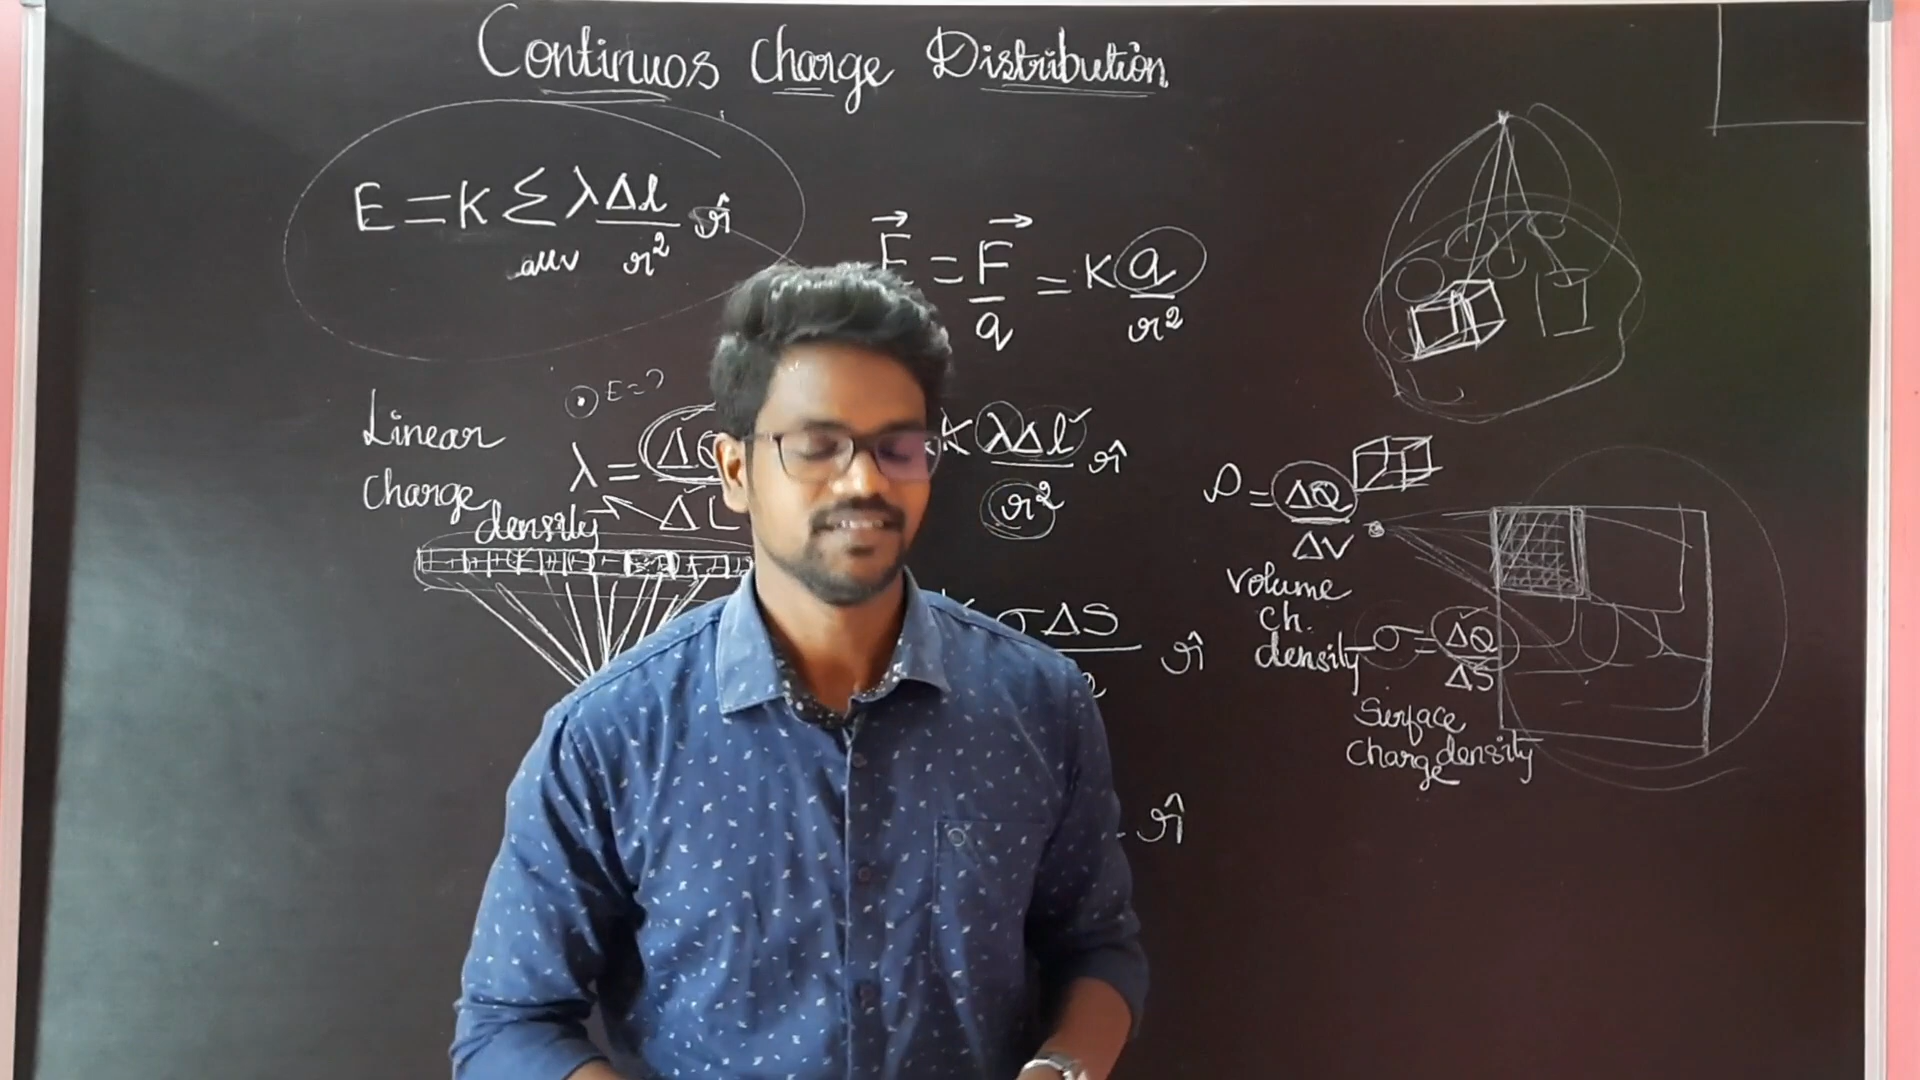 Continuos Charge Distribution
E = K Σ λΔl / r² r̂
all
E⃗ = F⃗ / q = K q / r²
E = ?
Linear
Charge
density
λ = ΔQ / ΔL
K λΔl / r² r̂
ρ = ΔQ / ΔV
Volume
ch.
density
σ ΔS r̂
σ = ΔQ / ΔS
Surface
Charge density
r̂